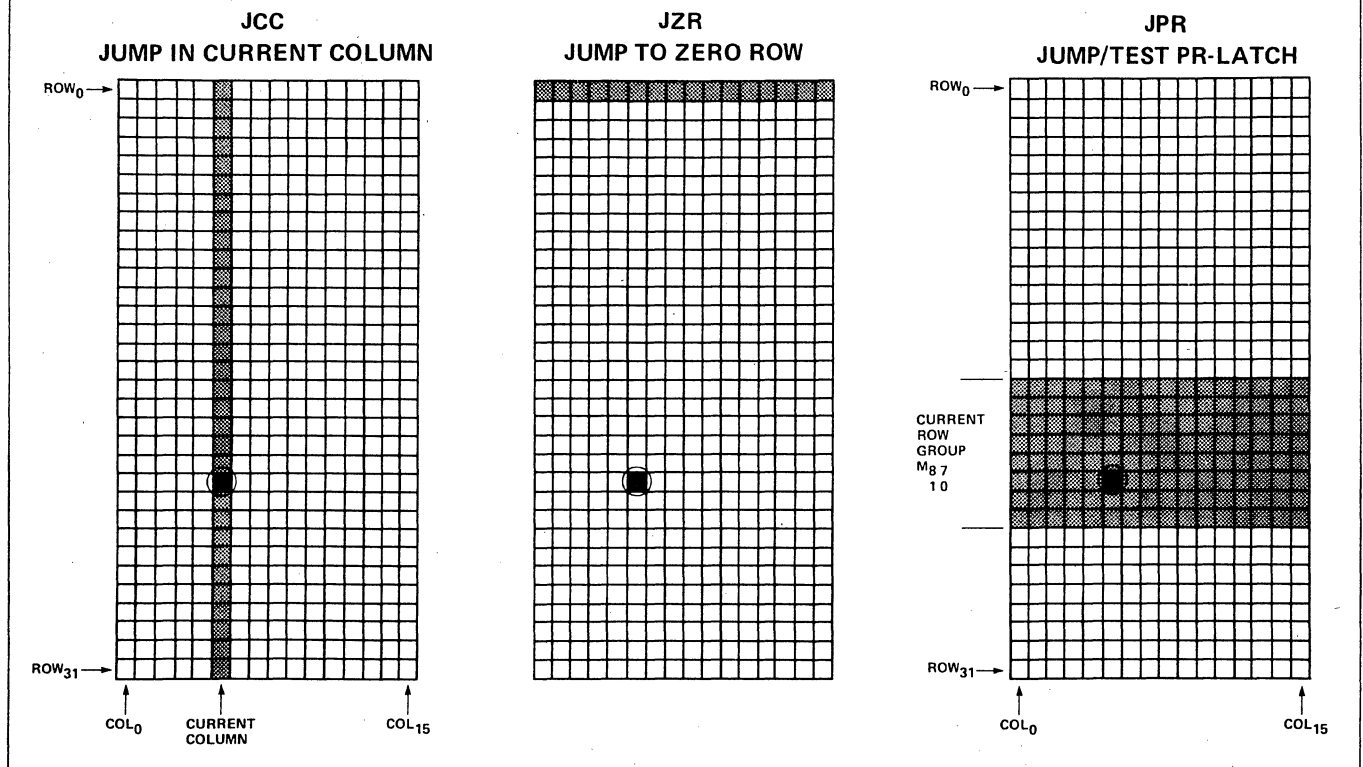 JCC
JUMP IN CURRENT COLUMN
ROW0
ROW31
COL0
CURRENT
COLUMN
COL15
JZR
JUMP TO ZERO ROW
JPR
JUMP/TEST PR-LATCH
ROW0
CURRENT
ROW
GROUP
M8 7
1 0
ROW31
COL0
COL15